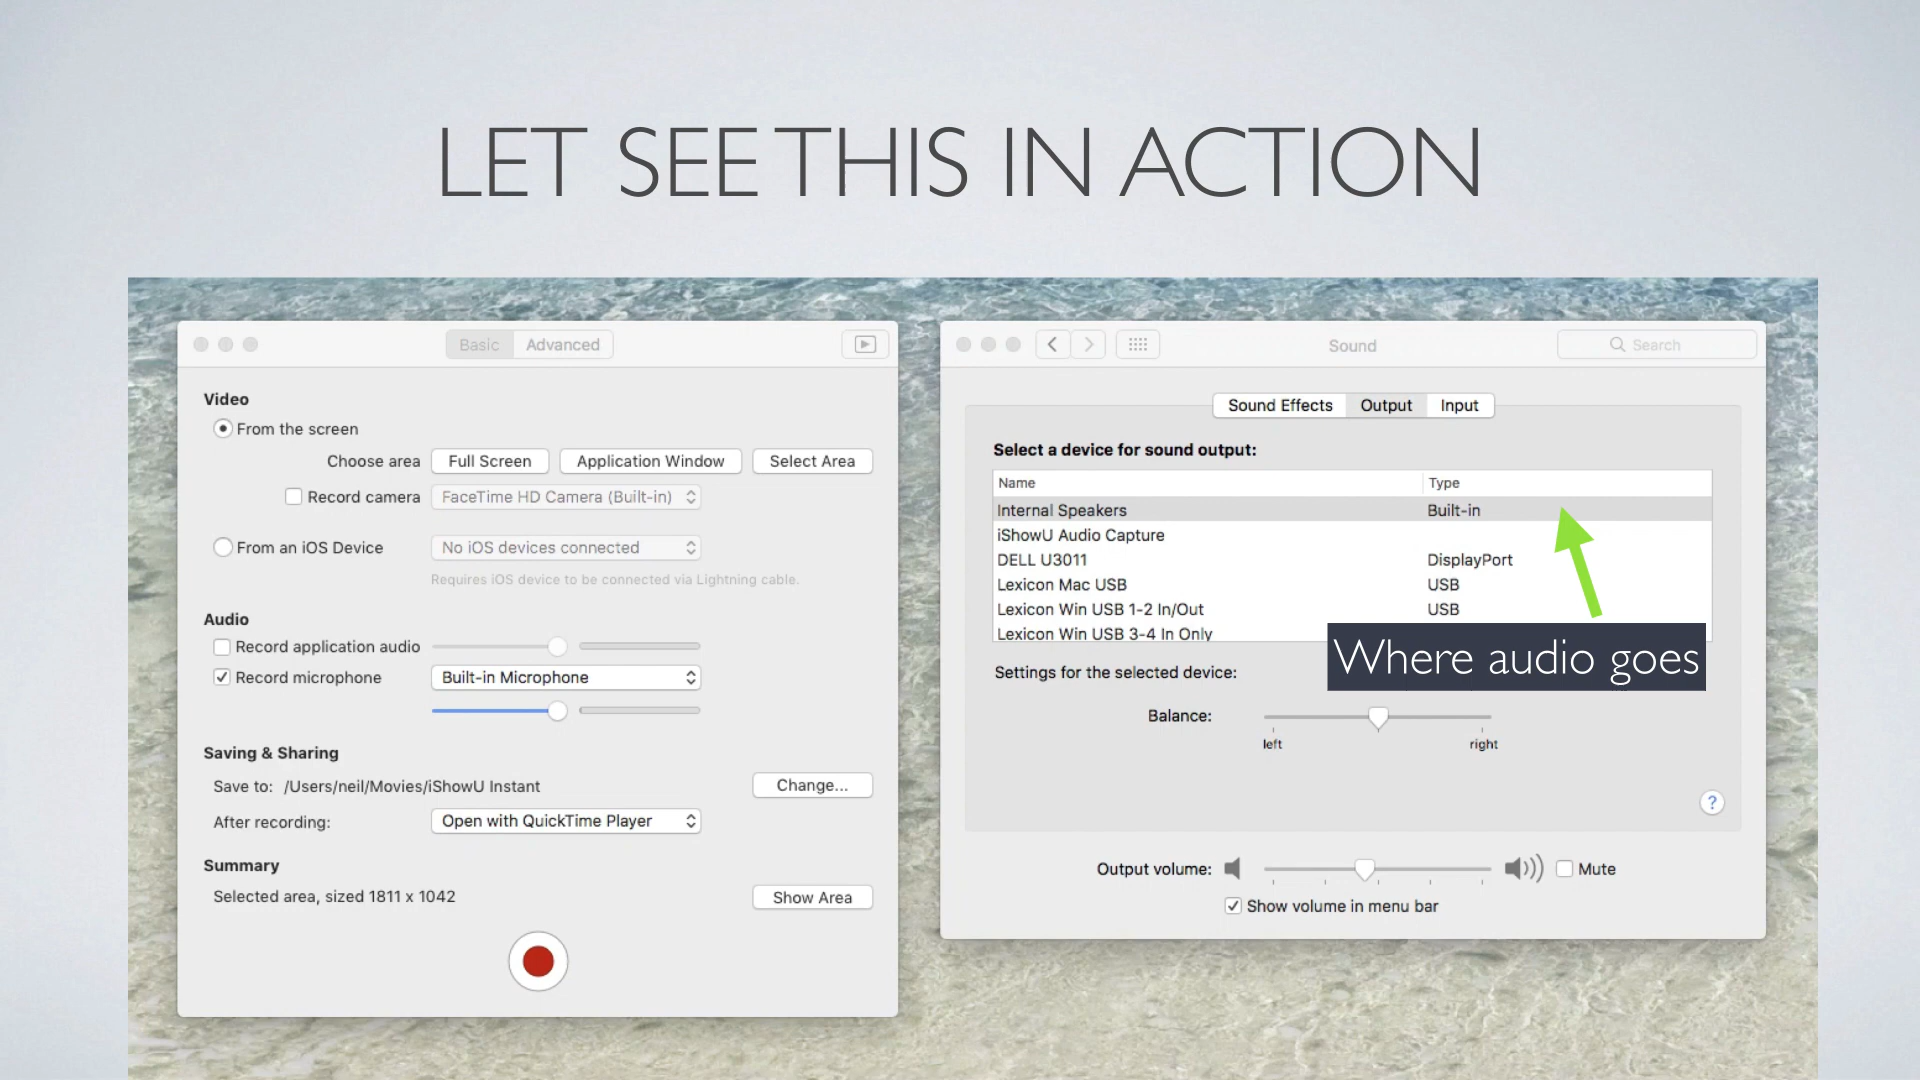 LET SEE THIS IN ACTION
Basic Advanced
Video
From the screen
Choose area Full Screen Application Window Select Area
Record camera FaceTime HD Camera (Built-in)
From an iOS Device No iOS devices connected
Requires iOS device to be connected via Lightning cable.
Audio
Record application audio
Record microphone Built-in Microphone
Saving & Sharing
Save to: /Users/neil/Movies/iShowU Instant Change...
After recording: Open with QuickTime Player
Summary
Selected area, sized 1811 x 1042 Show Area
Sound Search
Sound Effects Output Input
Select a device for sound output:
Name Type
Internal Speakers Built-in
iShowU Audio Capture
DELL U3011 DisplayPort
Lexicon Mac USB USB
Lexicon Win USB 1-2 In/Out USB
Lexicon Win USB 3-4 In Only
Where audio goes
Settings for the selected device:
Balance:
left right
?
Output volume: Mute
Show volume in menu bar